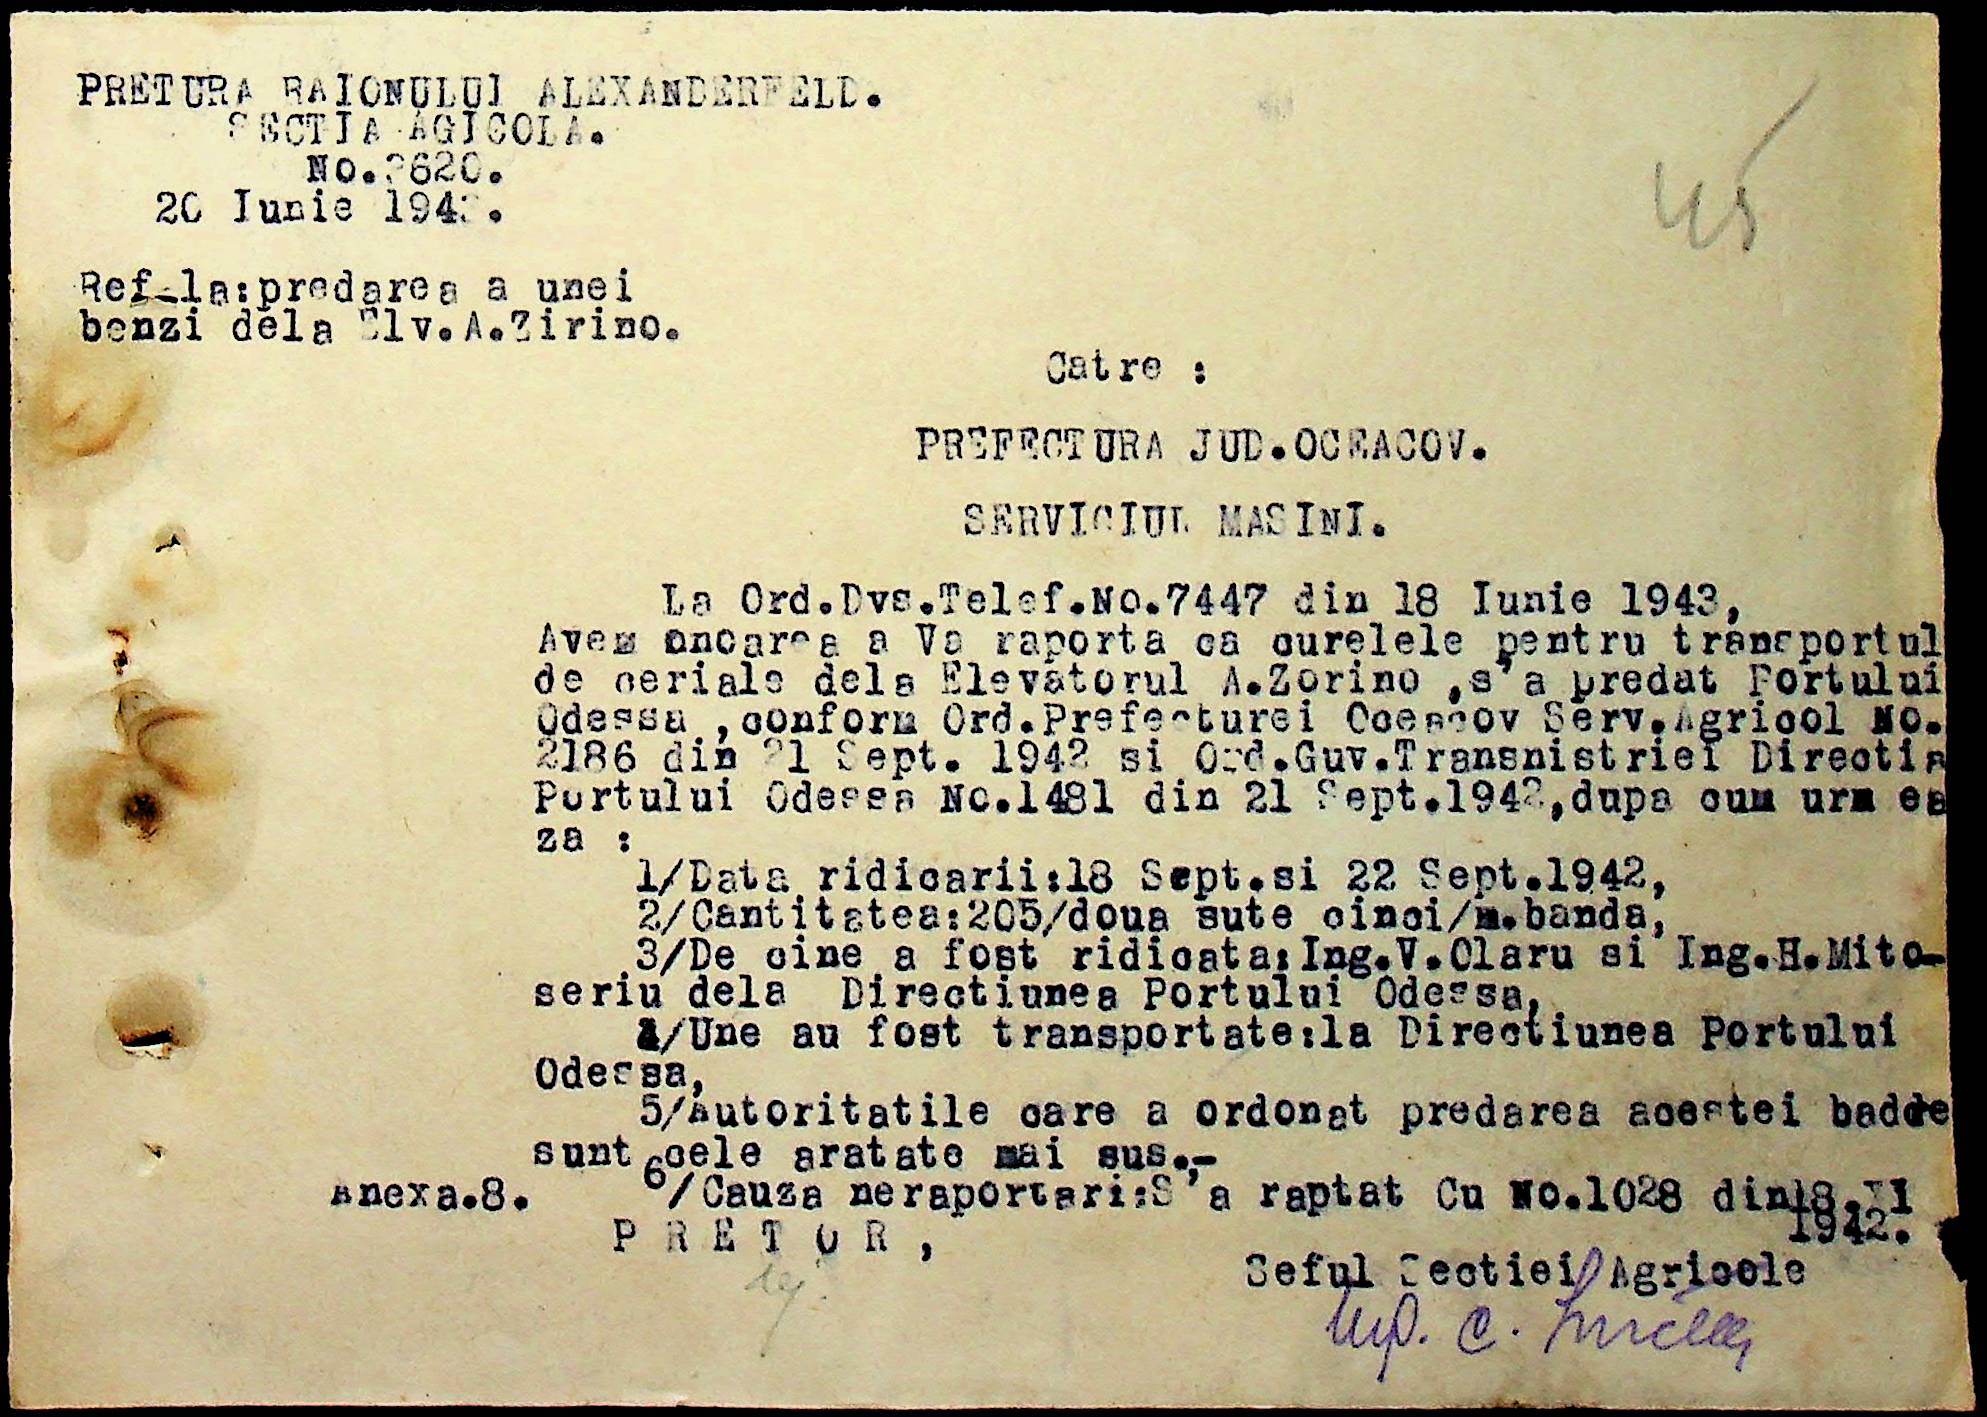 PRETURA RAIONULUI ALEXANDERFELD.
SECTIA AGICOLA.
No.3620.
20 Iunie 1943.
45
Ref-la:predarea a unei
benzi dela Elv.A.Zirino.
Catre :
PREFECTURA JUD.OCEACOV.
SERVICIUL MASINI.
La Ord.Dvs.Telef.No.7447 din 18 Iunie 1943,
Avem onoarea a Va raporta ca curelele pentru transportul
de ceriale dela Elevatorul A.Zorino ,s'a predat Portului
Odessa ,conform Ord.Prefecturei Oceacov Serv.Agricol No.
2186 din 21 Sept. 1942 si Ord.Guv.Transnistriei Directia
Portului Odessa No.1481 din 21 Sept.1942,dupa cum urm ea
za :
1/Data ridicarii:18 Sept.si 22 Sept.1942,
2/Cantitatea:205/doua sute cinci/m.banda,
3/De cine a fost ridicata:Ing.V.Olaru si Ing.H.Mito-
seriu dela Directiunea Portului Odessa,
4/Une au fost transportate:la Directiunea Portului
Odessa,
5/Autoritatile care a ordonat predarea acestei badde
sunt cele aratate mai sus.,-
Anexa.8. 6/Cauza neraportari:S'a raptat Cu No.1028 din 18.XI
1942.
P R E T O R ,
Seful Sectiei Agricole
C.